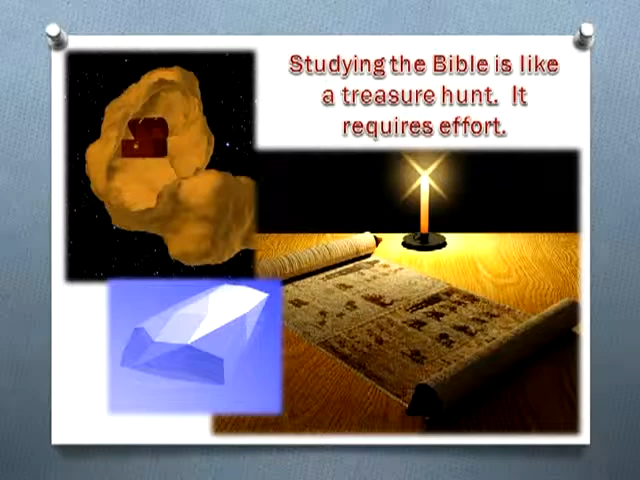 Studying the Bible is like
a treasure hunt. It
requires effort.